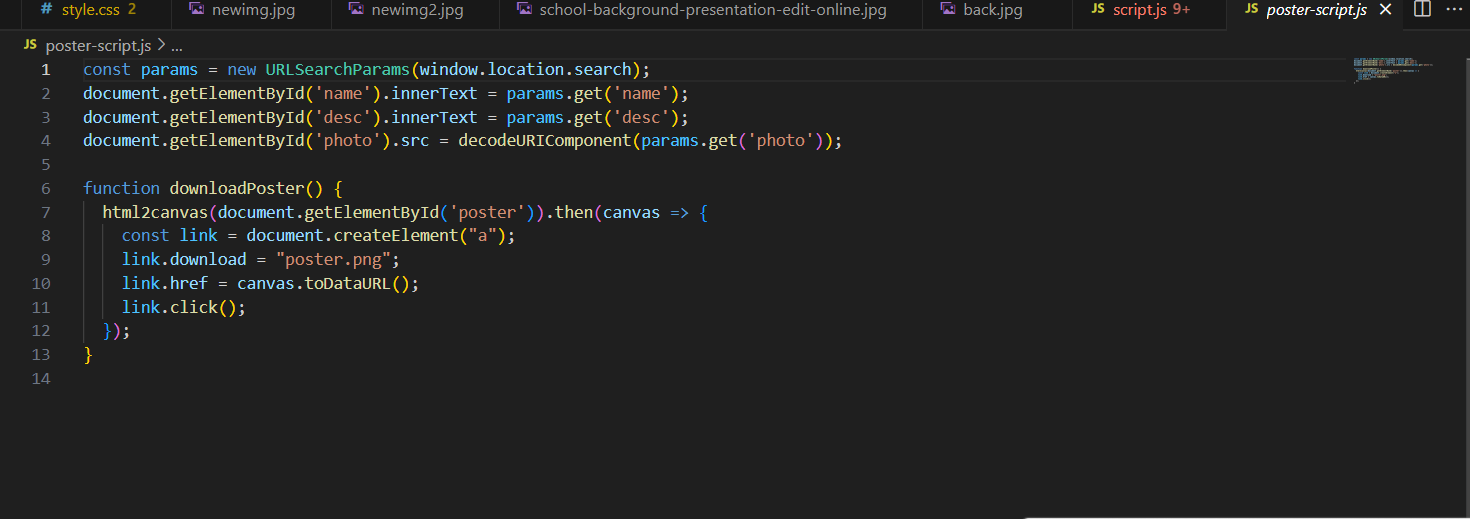 # style.css 2 newimg.jpg newimg2.jpg school-background-presentation-edit-online.jpg back.jpg JS script.js 9+ JS poster-script.js × ...
JS poster-script.js > ...
1 const params = new URLSearchParams(window.location.search);
2 document.getElementById('name').innerText = params.get('name');
3 document.getElementById('desc').innerText = params.get('desc');
4 document.getElementById('photo').src = decodeURIComponent(params.get('photo'));
5
6 function downloadPoster() {
7 html2canvas(document.getElementById('poster')).then(canvas => {
8 const link = document.createElement("a");
9 link.download = "poster.png";
10 link.href = canvas.toDataURL();
11 link.click();
12 });
13 }
14